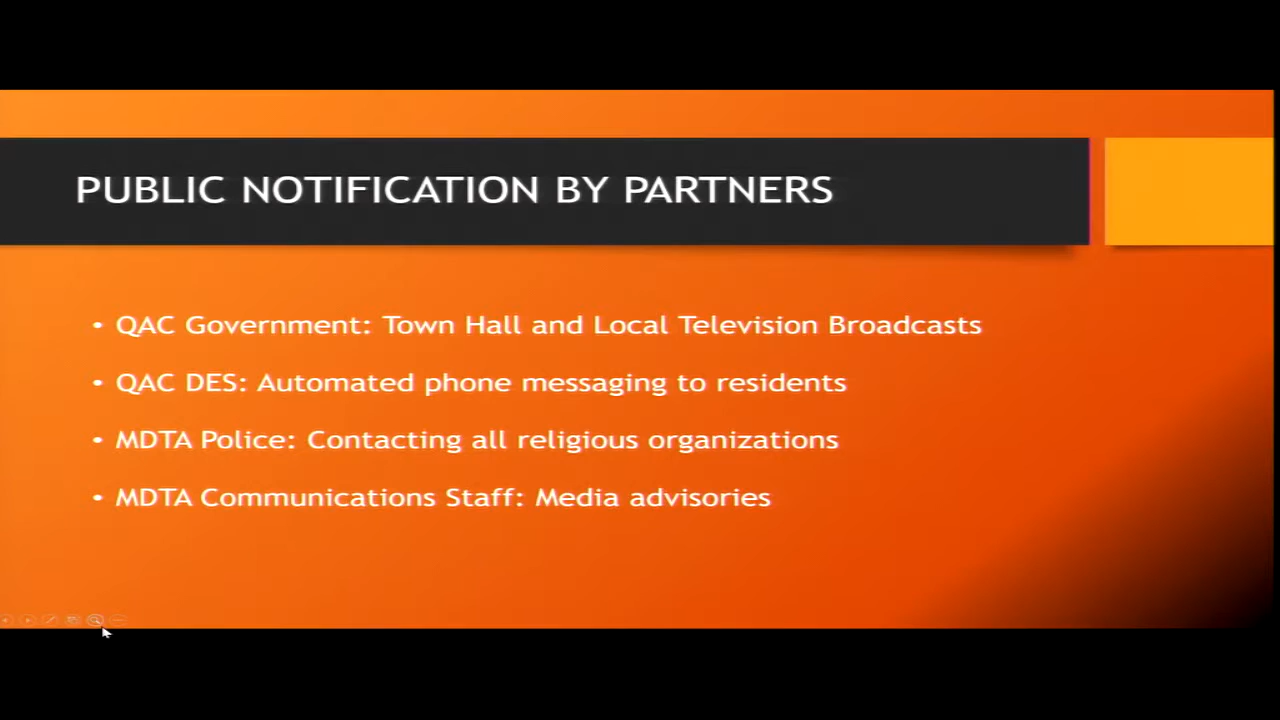 PUBLIC NOTIFICATION BY PARTNERS
• QAC Government: Town Hall and Local Television Broadcasts
• QAC DES: Automated phone messaging to residents
• MDTA Police: Contacting all religious organizations
• MDTA Communications Staff: Media advisories